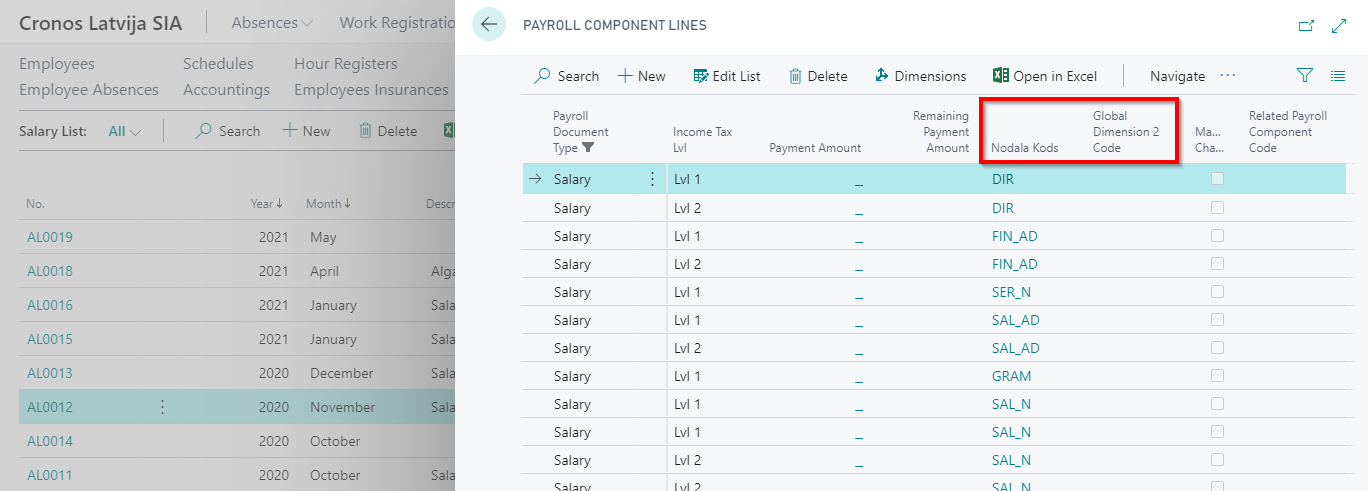 Cronos Latvija SIA Absences Work Registratio
Employees Schedules Hour Registers
Employee Absences Accountings Employees Insurances
Salary List: All Search New Delete
No. Year Month Descr
AL0019 2021 May
AL0018 2021 April Alga
AL0016 2021 January Sala
AL0015 2021 January Sala
AL0013 2020 December Sala
AL0012 2020 November Sala
AL0014 2020 October
AL0011 2020 October Sala
PAYROLL COMPONENT LINES
Search New Edit List Delete Dimensions Open in Excel Navigate ···
Payroll
Document
Type
Income Tax
Lvl
Payment Amount
Remaining
Payment
Amount
Nodala Kods
Global
Dimension 2
Code
Ma...
Cha...
Related Payroll
Component
Code
Salary Lvl 1 _ DIR
Salary Lvl 2 _ DIR
Salary Lvl 1 _ FIN_AD
Salary Lvl 2 _ FIN_AD
Salary Lvl 1 _ SER_N
Salary Lvl 1 _ SAL_AD
Salary Lvl 2 _ SAL_AD
Salary Lvl 1 _ GRAM
Salary Lvl 1 _ SAL_N
Salary Lvl 1 _ SAL_N
Salary Lvl 2 _ SAL_N
Salary Lvl 2 SAL_N